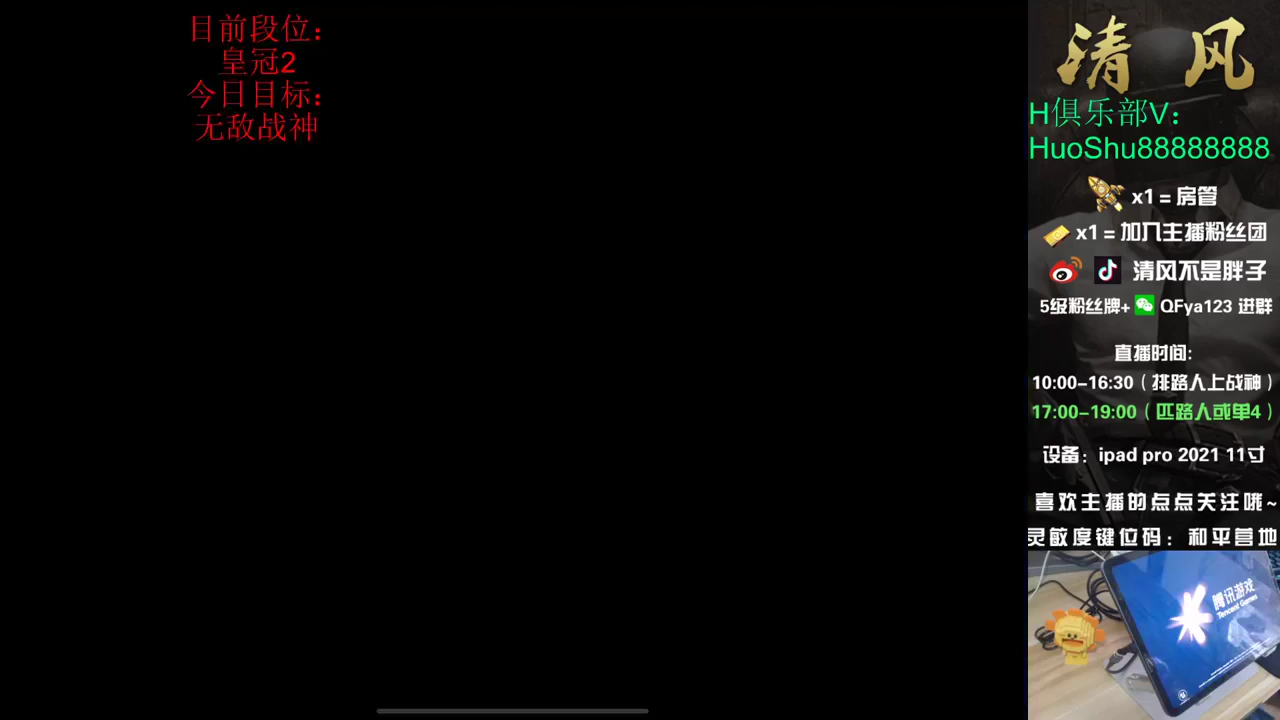 目前段位：
皇冠2
今日目标：
无敌战神
清 风
H俱乐部V：
HuoShu88888888
x1 = 房管
x1 = 加入主播粉丝团
清风不是胖子
5级粉丝牌+ QFya123 进群
直播时间:
10:00-16:30（排路人上战神）
17:00-19:00（匹路人或单4）
设备：ipad pro 2021 11寸
喜欢主播的点点关注哦~
灵敏度键位码：和平营地
腾讯游戏
Tencent Games